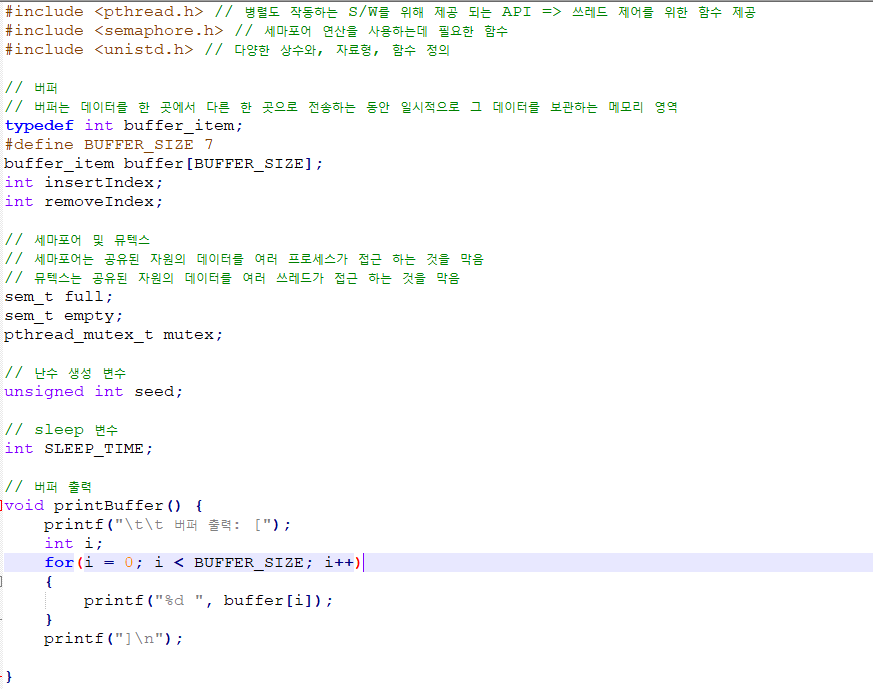 #include <pthread.h> // 병렬도 작동하는 S/W를 위해 제공 되는 API => 쓰레드 제어를 위한 함수 제공
#include <semaphore.h> // 세마포어 연산을 사용하는데 필요한 함수
#include <unistd.h> // 다양한 상수와, 자료형, 함수 정의
// 버퍼
// 버퍼는 데이터를 한 곳에서 다른 한 곳으로 전송하는 동안 일시적으로 그 데이터를 보관하는 메모리 영역
typedef int buffer_item;
#define BUFFER_SIZE 7
buffer_item buffer[BUFFER_SIZE];
int insertIndex;
int removeIndex;
// 세마포어 및 뮤텍스
// 세마포어는 공유된 자원의 데이터를 여러 프로세스가 접근 하는 것을 막음
// 뮤텍스는 공유된 자원의 데이터를 여러 쓰레드가 접근 하는 것을 막음
sem_t full;
sem_t empty;
pthread_mutex_t mutex;
// 난수 생성 변수
unsigned int seed;
// sleep 변수
int SLEEP_TIME;
// 버퍼 출력
void printBuffer() {
    printf("\t\t 버퍼 출력: [");
    int i;
    for(i = 0; i < BUFFER_SIZE; i++)
    {
        printf("%d ", buffer[i]);
    }
    printf("]\n");
}